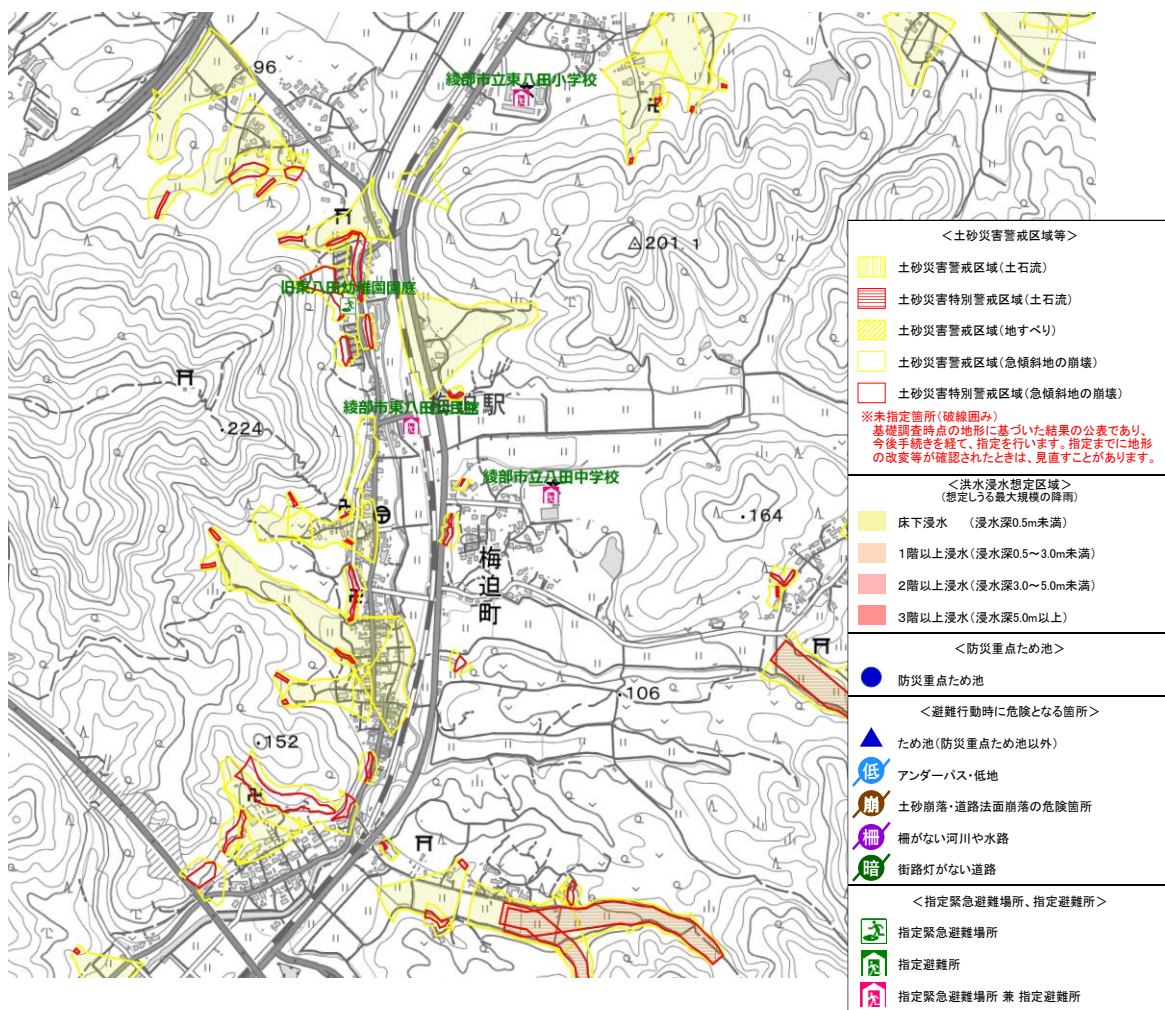 96
綾部市立東八田小学校
201.1
旧東八田幼稚園園庭
梅迫駅
綾部市東八田公民館
224
綾部市立八田中学校
164
梅迫町
106
152
＜土砂災害警戒区域等＞
土砂災害警戒区域(土石流)
土砂災害特別警戒区域(土石流)
土砂災害警戒区域(地すべり)
土砂災害警戒区域(急傾斜地の崩壊)
土砂災害特別警戒区域(急傾斜地の崩壊)
※未指定箇所(破線囲み)
基礎調査時点の地形に基づいた結果の公表であり、
今後手続きを経て、指定を行います。指定までに地形
の改変等が確認されたときは、見直すことがあります。
＜洪水浸水想定区域＞
(想定しうる最大規模の降雨)
床下浸水　(浸水深0.5m未満)
1階以上浸水(浸水深0.5～3.0m未満)
2階以上浸水(浸水深3.0～5.0m未満)
3階以上浸水(浸水深5.0m以上)
＜防災重点ため池＞
防災重点ため池
＜避難行動時に危険となる箇所＞
ため池(防災重点ため池以外)
低 アンダーパス・低地
崩 土砂崩落・道路法面崩落の危険箇所
柵 柵がない河川や水路
暗 街路灯がない道路
＜指定緊急避難場所、指定避難所＞
指定緊急避難場所
指定避難所
指定緊急避難場所 兼 指定避難所